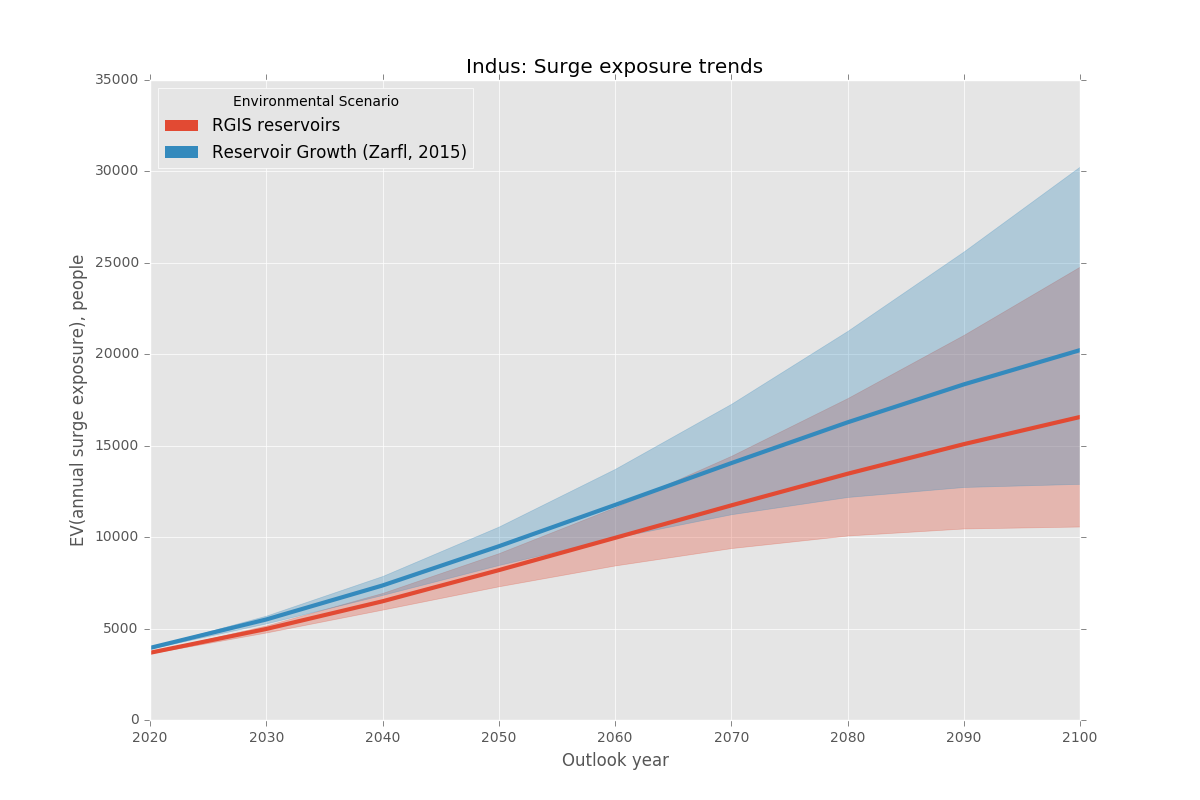 Indus: Surge exposure trends
Environmental Scenario
RGIS reservoirs
Reservoir Growth (Zarfl, 2015)
EV(annual surge exposure), people
35000
30000
25000
20000
15000
10000
5000
0
2020 2030 2040 2050 2060 2070 2080 2090 2100
Outlook year